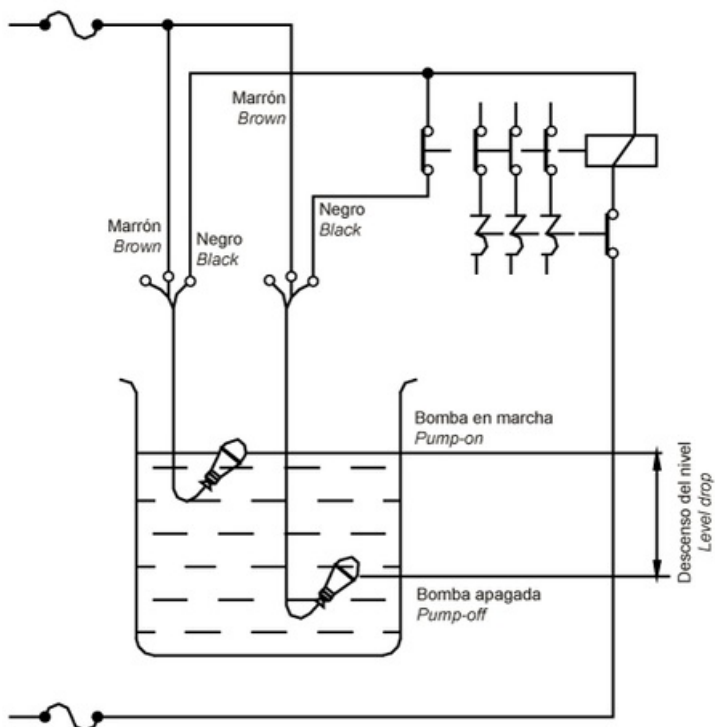 Marrón
Brown
Marrón
Brown
Negro
Black
Negro
Black
Bomba en marcha
Pump-on
Descenso del nivel
Level drop
Bomba apagada
Pump-off